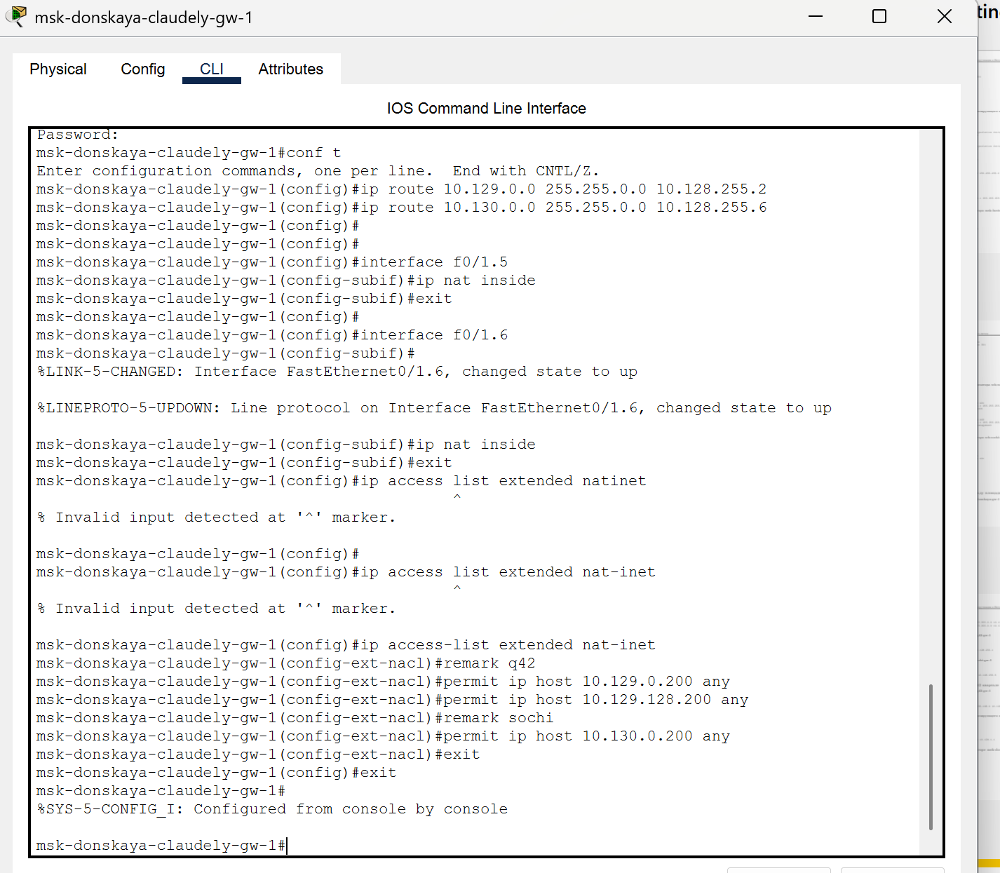 msk-donskaya-claudely-gw-1
Physical Config CLI Attributes
IOS Command Line Interface
Password:
msk-donskaya-claudely-gw-1#conf t
Enter configuration commands, one per line.  End with CNTL/Z.
msk-donskaya-claudely-gw-1(config)#ip route 10.129.0.0 255.255.0.0 10.128.255.2
msk-donskaya-claudely-gw-1(config)#ip route 10.130.0.0 255.255.0.0 10.128.255.6
msk-donskaya-claudely-gw-1(config)#
msk-donskaya-claudely-gw-1(config)#
msk-donskaya-claudely-gw-1(config)#interface f0/1.5
msk-donskaya-claudely-gw-1(config-subif)#ip nat inside
msk-donskaya-claudely-gw-1(config-subif)#exit
msk-donskaya-claudely-gw-1(config)#
msk-donskaya-claudely-gw-1(config)#interface f0/1.6
msk-donskaya-claudely-gw-1(config-subif)#
%LINK-5-CHANGED: Interface FastEthernet0/1.6, changed state to up
%LINEPROTO-5-UPDOWN: Line protocol on Interface FastEthernet0/1.6, changed state to up
msk-donskaya-claudely-gw-1(config-subif)#ip nat inside
msk-donskaya-claudely-gw-1(config-subif)#exit
msk-donskaya-claudely-gw-1(config)#ip access list extended natinet
^
% Invalid input detected at '^' marker.
msk-donskaya-claudely-gw-1(config)#
msk-donskaya-claudely-gw-1(config)#ip access list extended nat-inet
^
% Invalid input detected at '^' marker.
msk-donskaya-claudely-gw-1(config)#ip access-list extended nat-inet
msk-donskaya-claudely-gw-1(config-ext-nacl)#remark q42
msk-donskaya-claudely-gw-1(config-ext-nacl)#permit ip host 10.129.0.200 any
msk-donskaya-claudely-gw-1(config-ext-nacl)#permit ip host 10.129.128.200 any
msk-donskaya-claudely-gw-1(config-ext-nacl)#remark sochi
msk-donskaya-claudely-gw-1(config-ext-nacl)#permit ip host 10.130.0.200 any
msk-donskaya-claudely-gw-1(config-ext-nacl)#exit
msk-donskaya-claudely-gw-1(config)#exit
msk-donskaya-claudely-gw-1#
%SYS-5-CONFIG_I: Configured from console by console
msk-donskaya-claudely-gw-1#